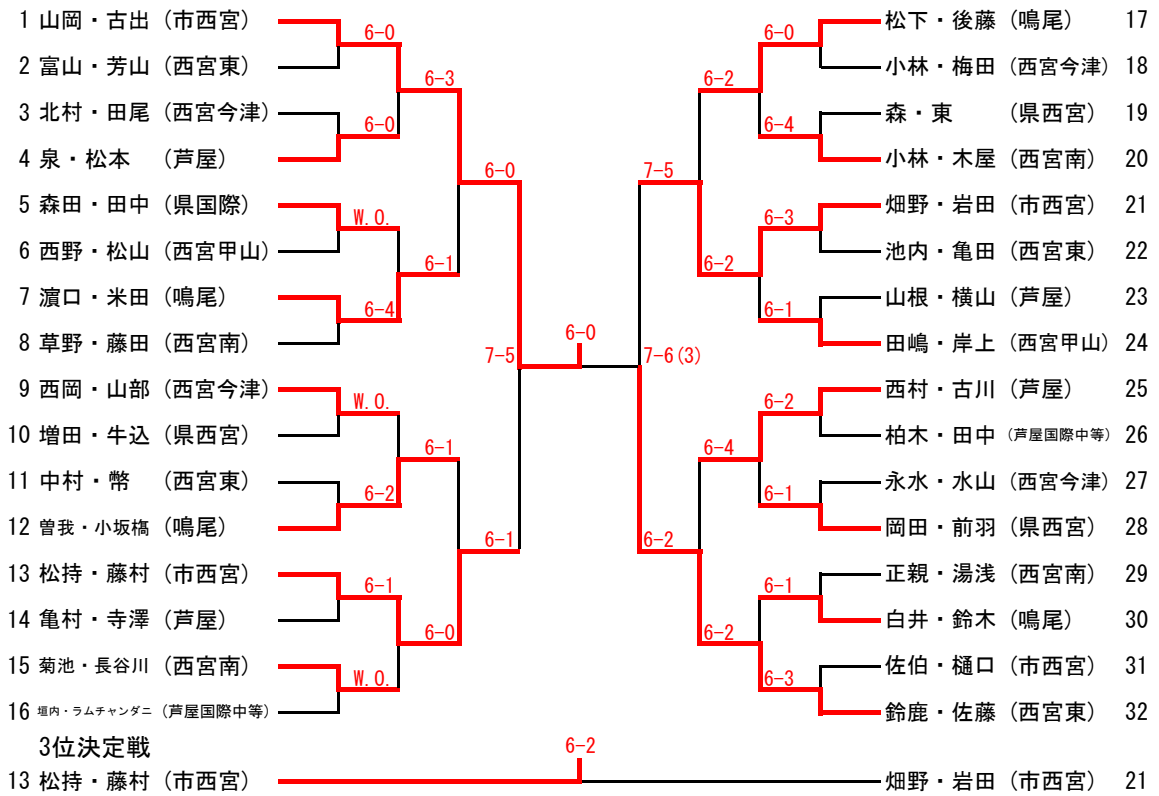 1 山岡・古出 (市西宮)
6-0
2 富山・芳山 (西宮東)
6-3
3 北村・田尾 (西宮今津)
6-0
4 泉・松本 (芦屋)
6-0
5 森田・田中 (県国際)
W.O.
6 西野・松山 (西宮甲山)
6-1
7 濵口・米田 (鳴尾)
6-4
8 草野・藤田 (西宮南)
7-5
9 西岡・山部 (西宮今津)
W.O.
10 増田・牛込 (県西宮)
6-1
11 中村・幣 (西宮東)
6-2
12 曽我・小坂槗 (鳴尾)
6-1
13 松持・藤村 (市西宮)
6-1
14 亀村・寺澤 (芦屋)
6-0
15 菊池・長谷川 (西宮南)
W.O.
16 垣内・ラムチャンダニ (芦屋国際中等)
6-0
松下・後藤 (鳴尾) 17
6-0
小林・梅田 (西宮今津) 18
6-2
森・東 (県西宮) 19
6-4
小林・木屋 (西宮南) 20
7-5
畑野・岩田 (市西宮) 21
6-3
池内・亀田 (西宮東) 22
6-2
山根・横山 (芦屋) 23
6-1
田嶋・岸上 (西宮甲山) 24
7-6(3)
西村・古川 (芦屋) 25
6-2
柏木・田中 (芦屋国際中等) 26
6-4
永水・水山 (西宮今津) 27
6-1
岡田・前羽 (県西宮) 28
6-2
正親・湯浅 (西宮南) 29
6-1
白井・鈴木 (鳴尾) 30
6-2
佐伯・樋口 (市西宮) 31
6-3
鈴鹿・佐藤 (西宮東) 32
3位決定戦
6-2
13 松持・藤村 (市西宮)
畑野・岩田 (市西宮) 21